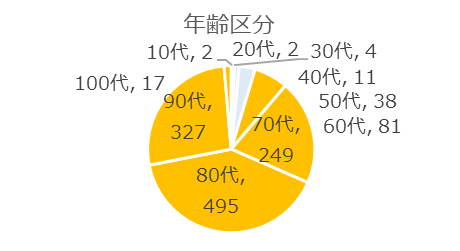 年齢区分
10代, 2
20代, 2
30代, 4
40代, 11
50代, 38
60代, 81
70代,
249
80代,
495
90代,
327
100代, 17